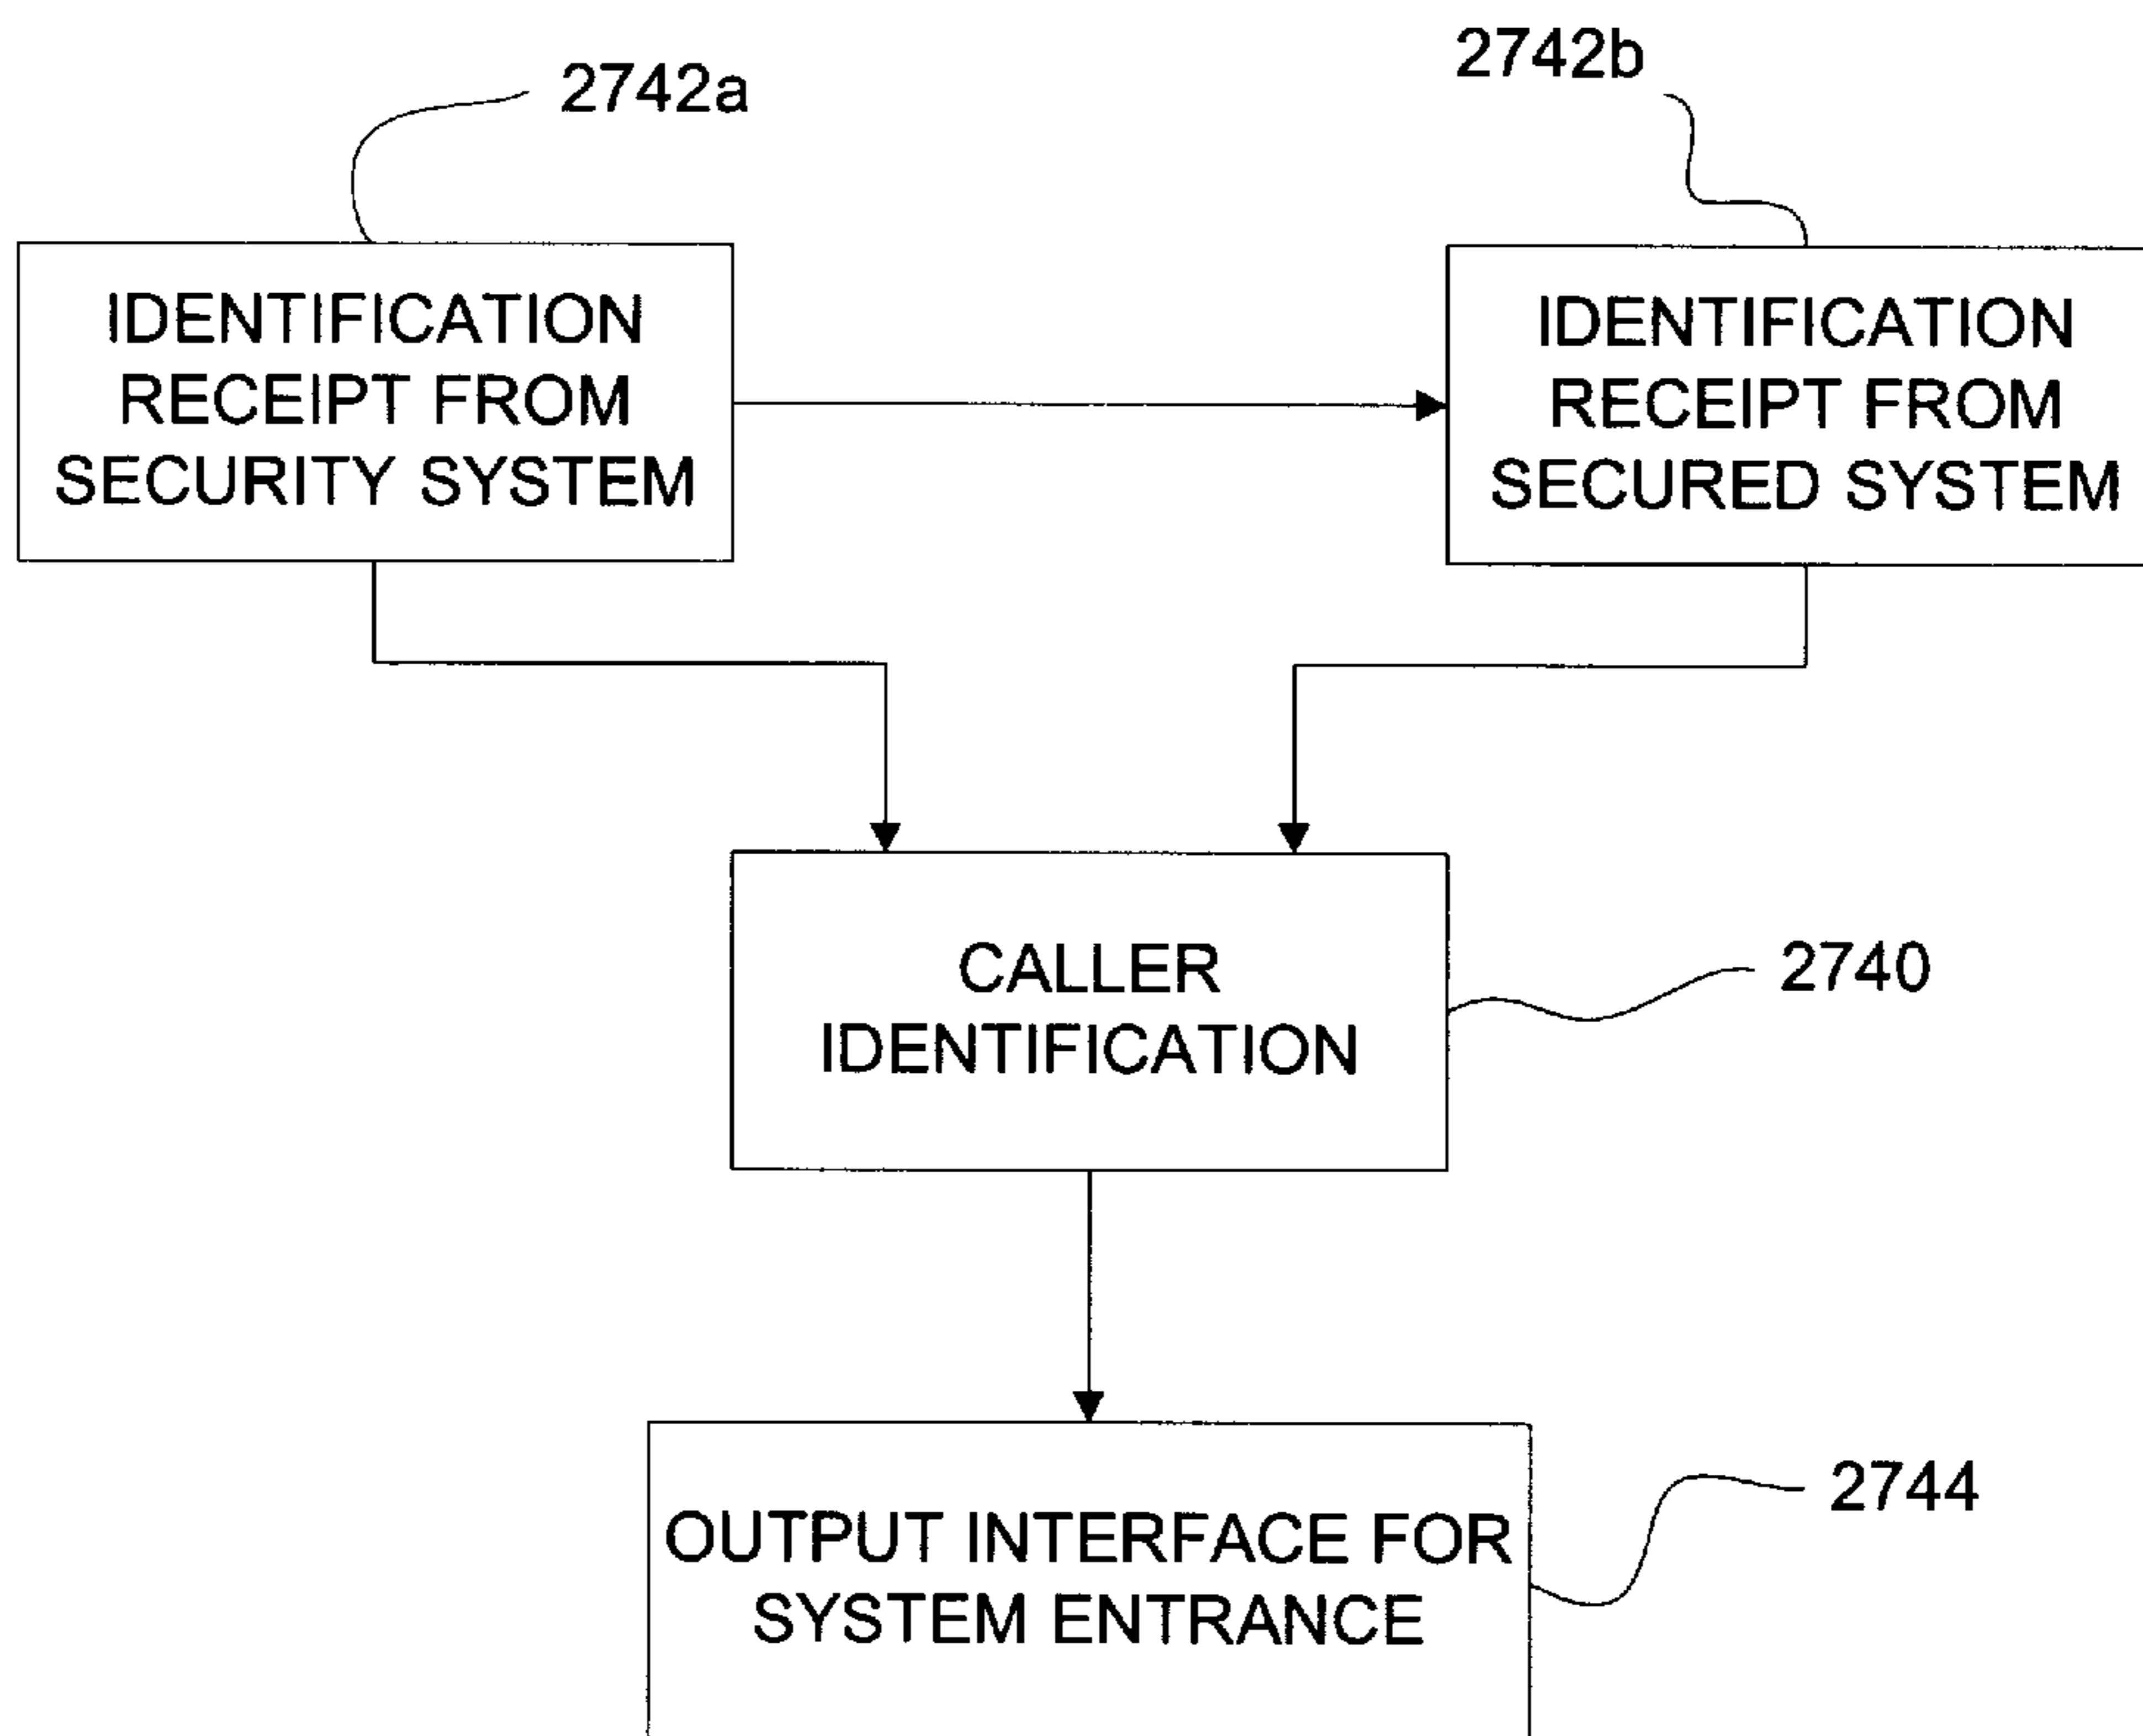 2742a
2742b
IDENTIFICATION
RECEIPT FROM
SECURITY SYSTEM
IDENTIFICATION
RECEIPT FROM
SECURED SYSTEM
CALLER
IDENTIFICATION
2740
OUTPUT INTERFACE FOR
SYSTEM ENTRANCE
2744